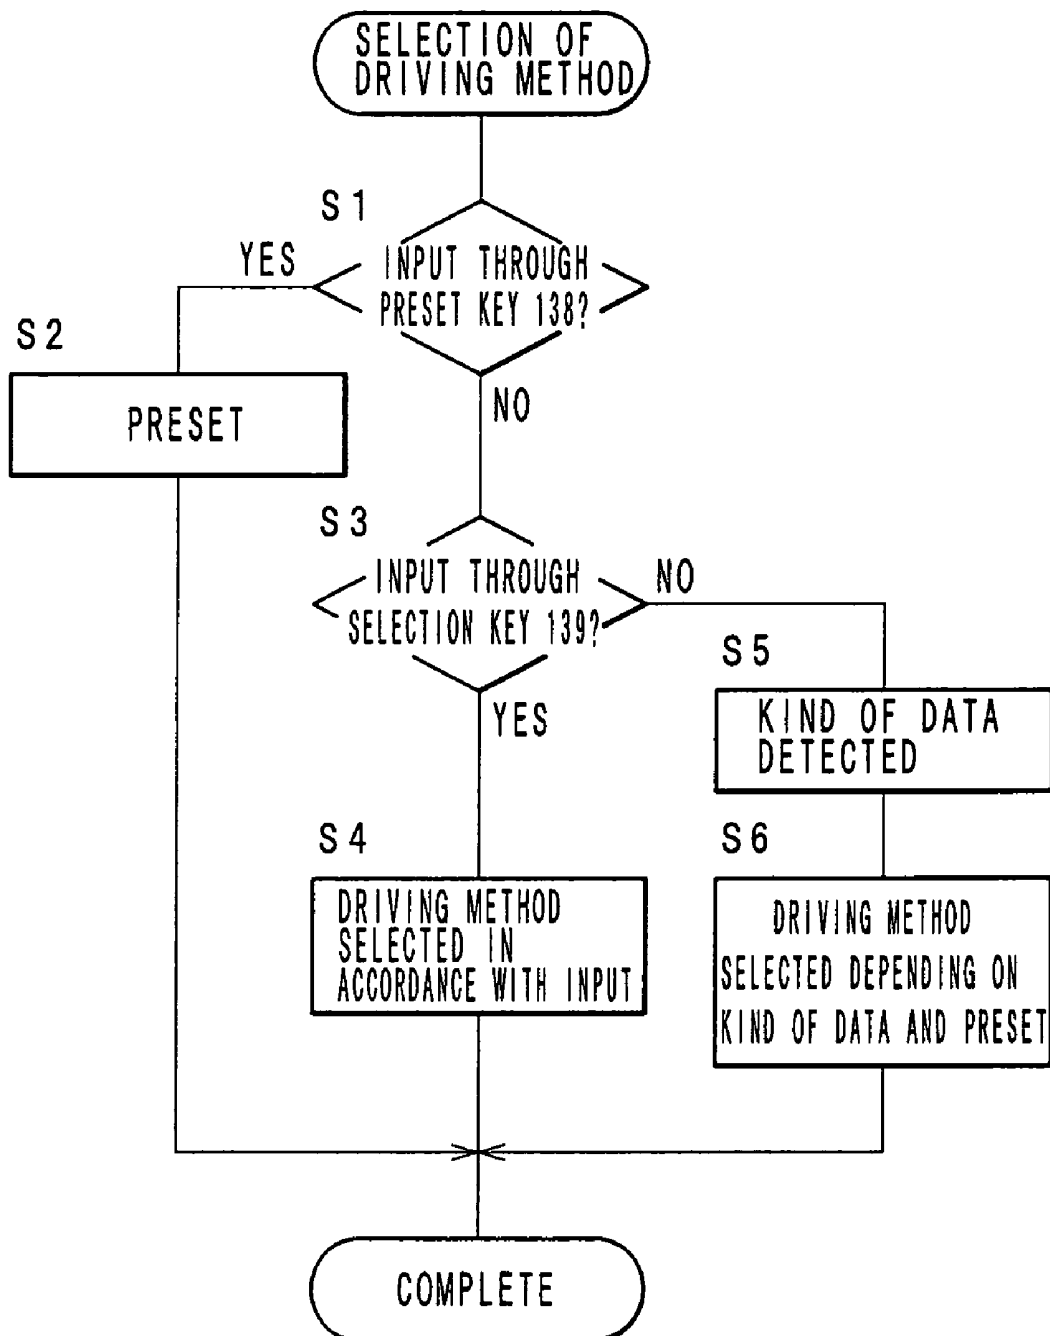 SELECTION OF
DRIVING METHOD
S1
YES
INPUT THROUGH
PRESET KEY 138?
S2
PRESET
NO
S3
INPUT THROUGH
SELECTION KEY 139?
NO
YES
S5
KIND OF DATA
DETECTED
S4
DRIVING METHOD
SELECTED IN
ACCORDANCE WITH INPUT
S6
DRIVING METHOD
SELECTED DEPENDING ON
KIND OF DATA AND PRESET
COMPLETE